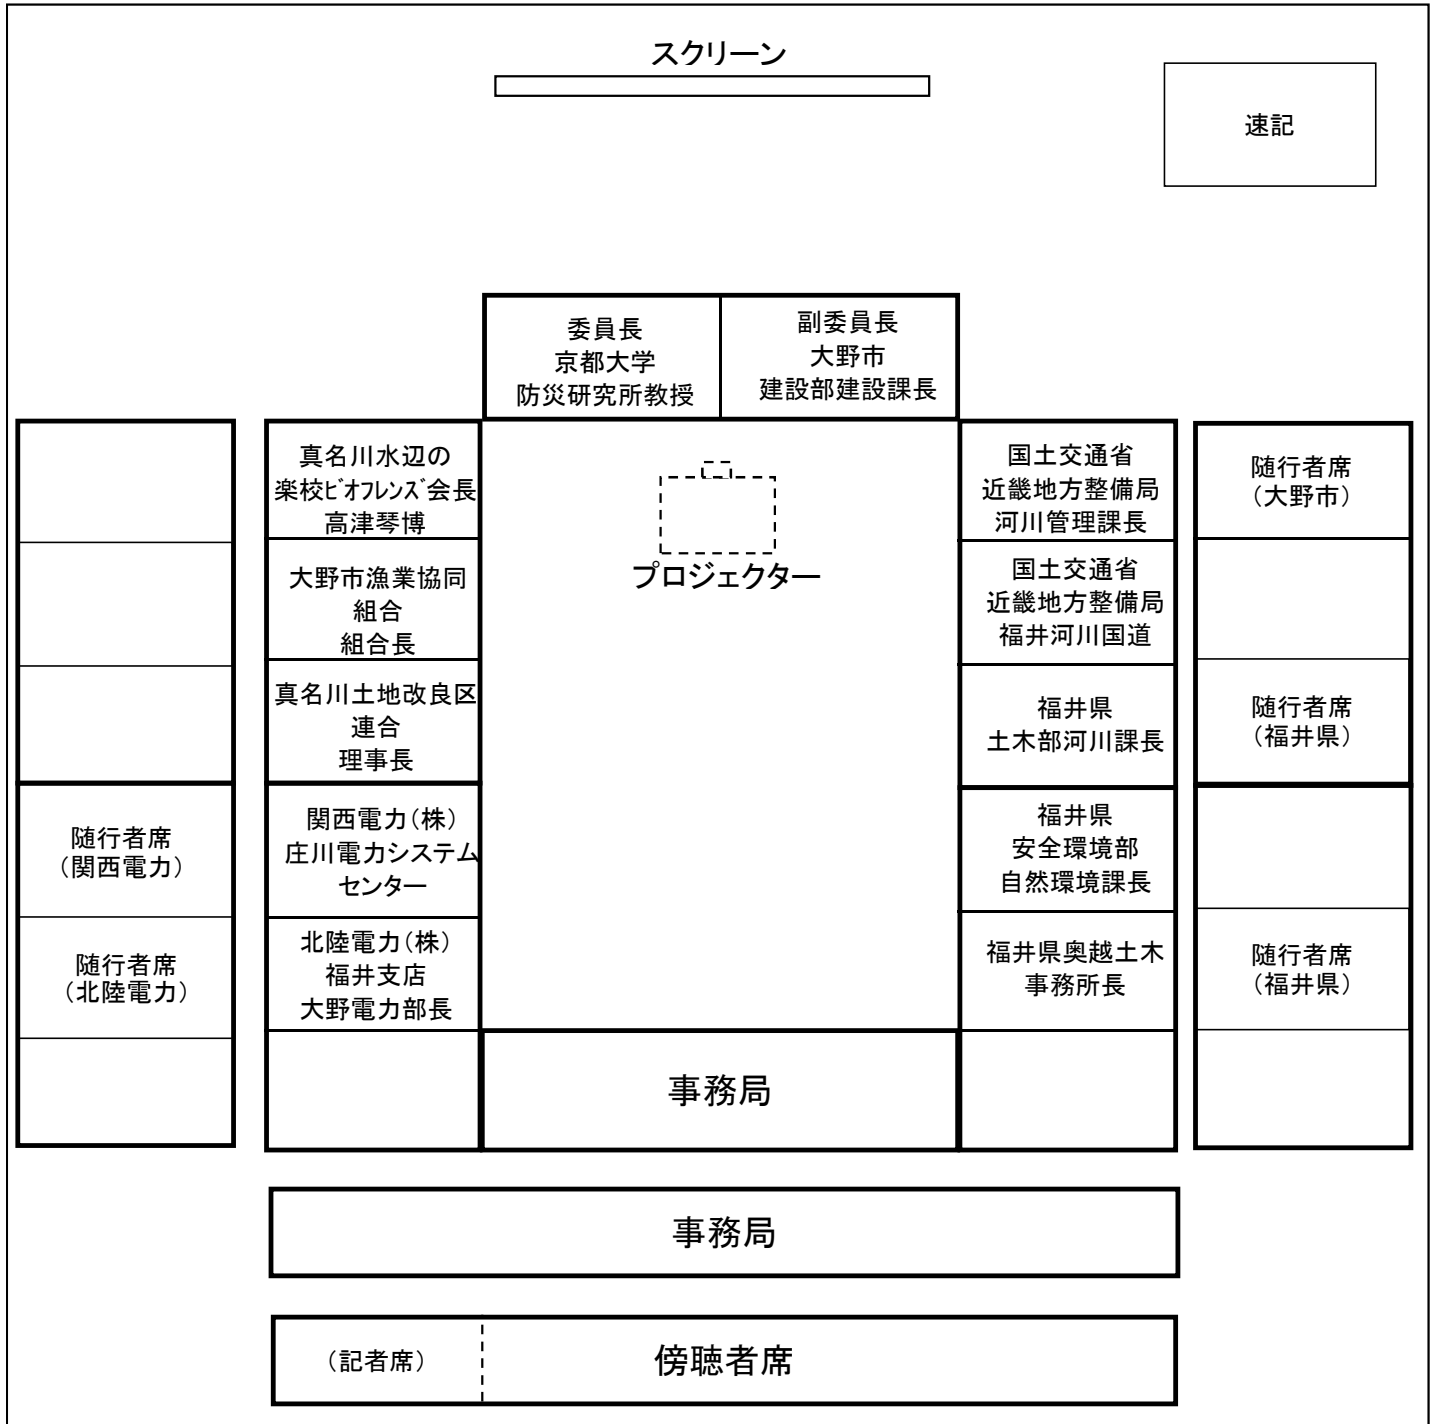 スクリーン
速記
委員長
京都大学
防災研究所教授
副委員長
大野市
建設部建設課長
真名川水辺の
楽校ﾋﾞｵﾌﾚﾝｽﾞ会長
高津琴博
大野市漁業協同
組合
組合長
真名川土地改良区
連合
理事長
関西電力（株）
庄川電力システム
センター
北陸電力（株）
福井支店
大野電力部長
プロジェクター
国土交通省
近畿地方整備局
河川管理課長
国土交通省
近畿地方整備局
福井河川国道
福井県
土木部河川課長
福井県
安全環境部
自然環境課長
福井県奥越土木
事務所長
随行者席
（関西電力）
随行者席
（北陸電力）
随行者席
（大野市）
随行者席
（福井県）
随行者席
（福井県）
事務局
事務局
（記者席）
傍聴者席